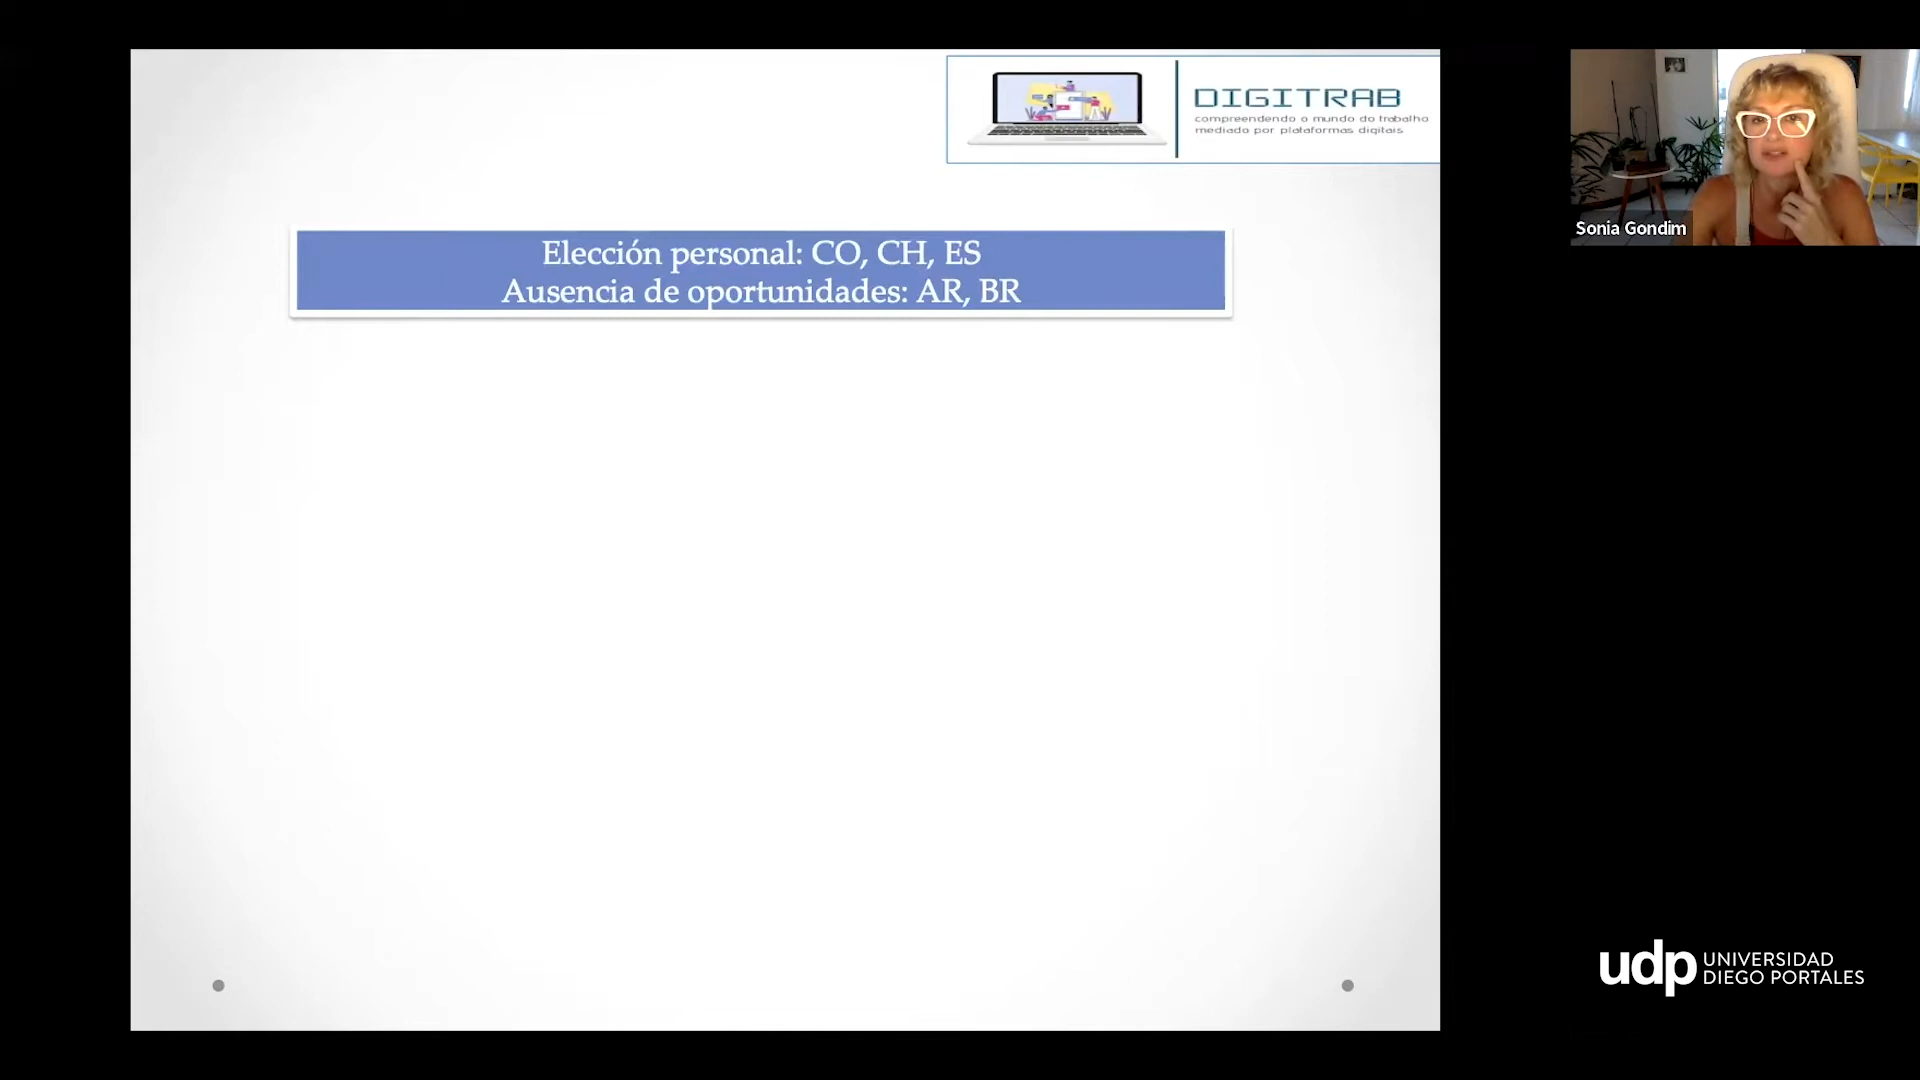 DIGITRAB
compreendendo o mundo do trabalho
mediado por plataformas digitais
Elección personal: CO, CH, ES
Ausencia de oportunidades: AR, BR
Sonia Gondim
udp UNIVERSIDAD
DIEGO PORTALES